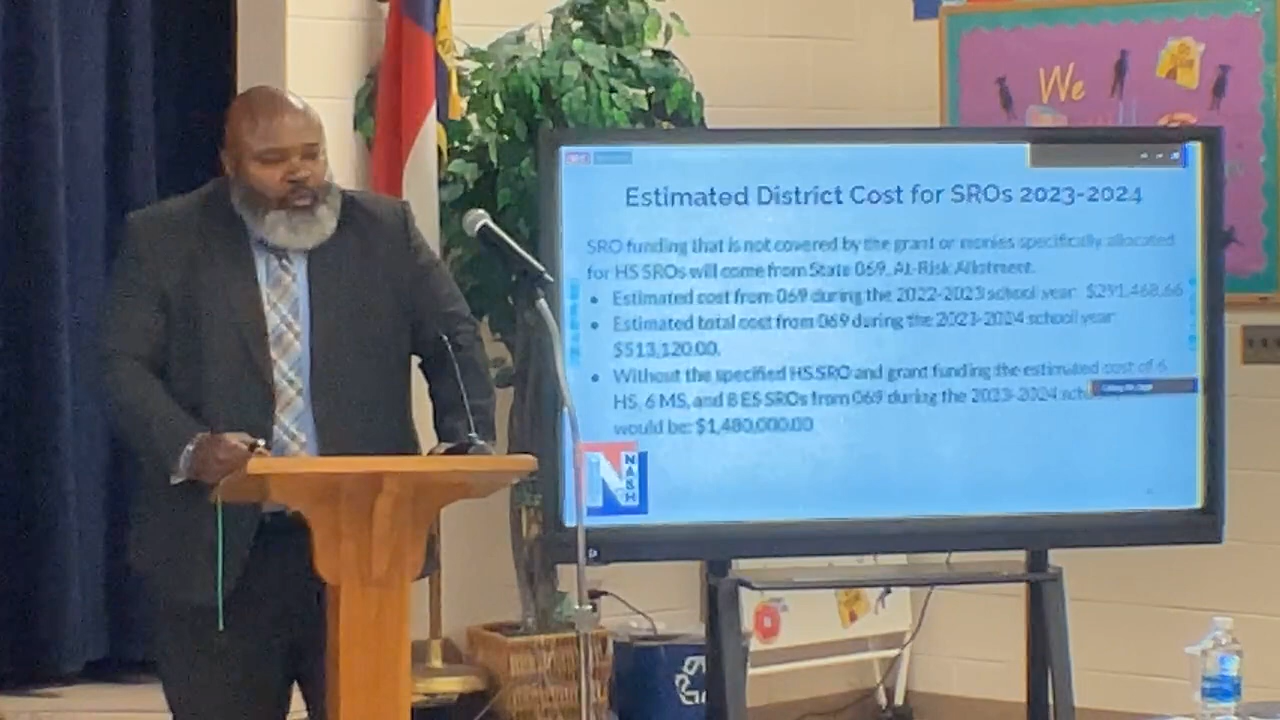 We
Estimated District Cost for SROs 2023-2024
SRO funding that is not covered by the grant or monies specifically allocated
for HS SROs will come from State 069, At-Risk Allotment.
• Estimated cost from 069 during the 2022-2023 school year $291,468.66
• Estimated total cost from 069 during the 2023-2024 school year
$513,120.00.
• Without the specified HS SRO and grant funding the estimated cost of 6
HS, 6 MS, and 8 ES SROs from 069 during the 2023-2024
would be: $1,480,000.00
N NASH